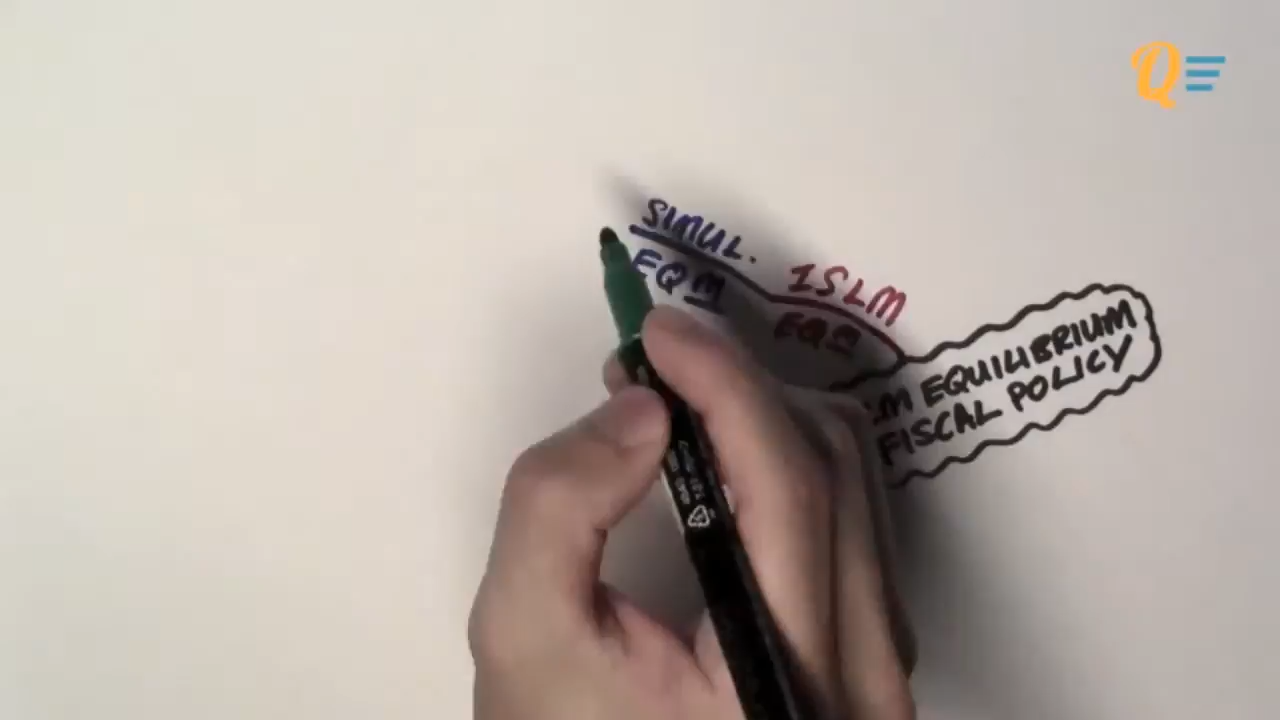 SIMUL.
EQM
ISLM
EQM
EQUILIBRIUM
FISCAL POLICY